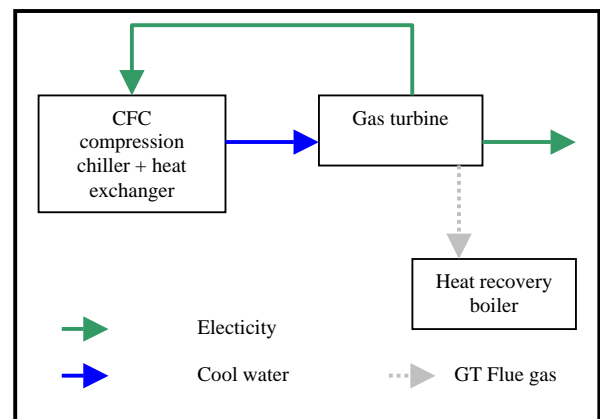 CFC
compression
chiller + heat
exchanger
Gas turbine
Heat recovery
boiler
Electicity
Cool water
GT Flue gas